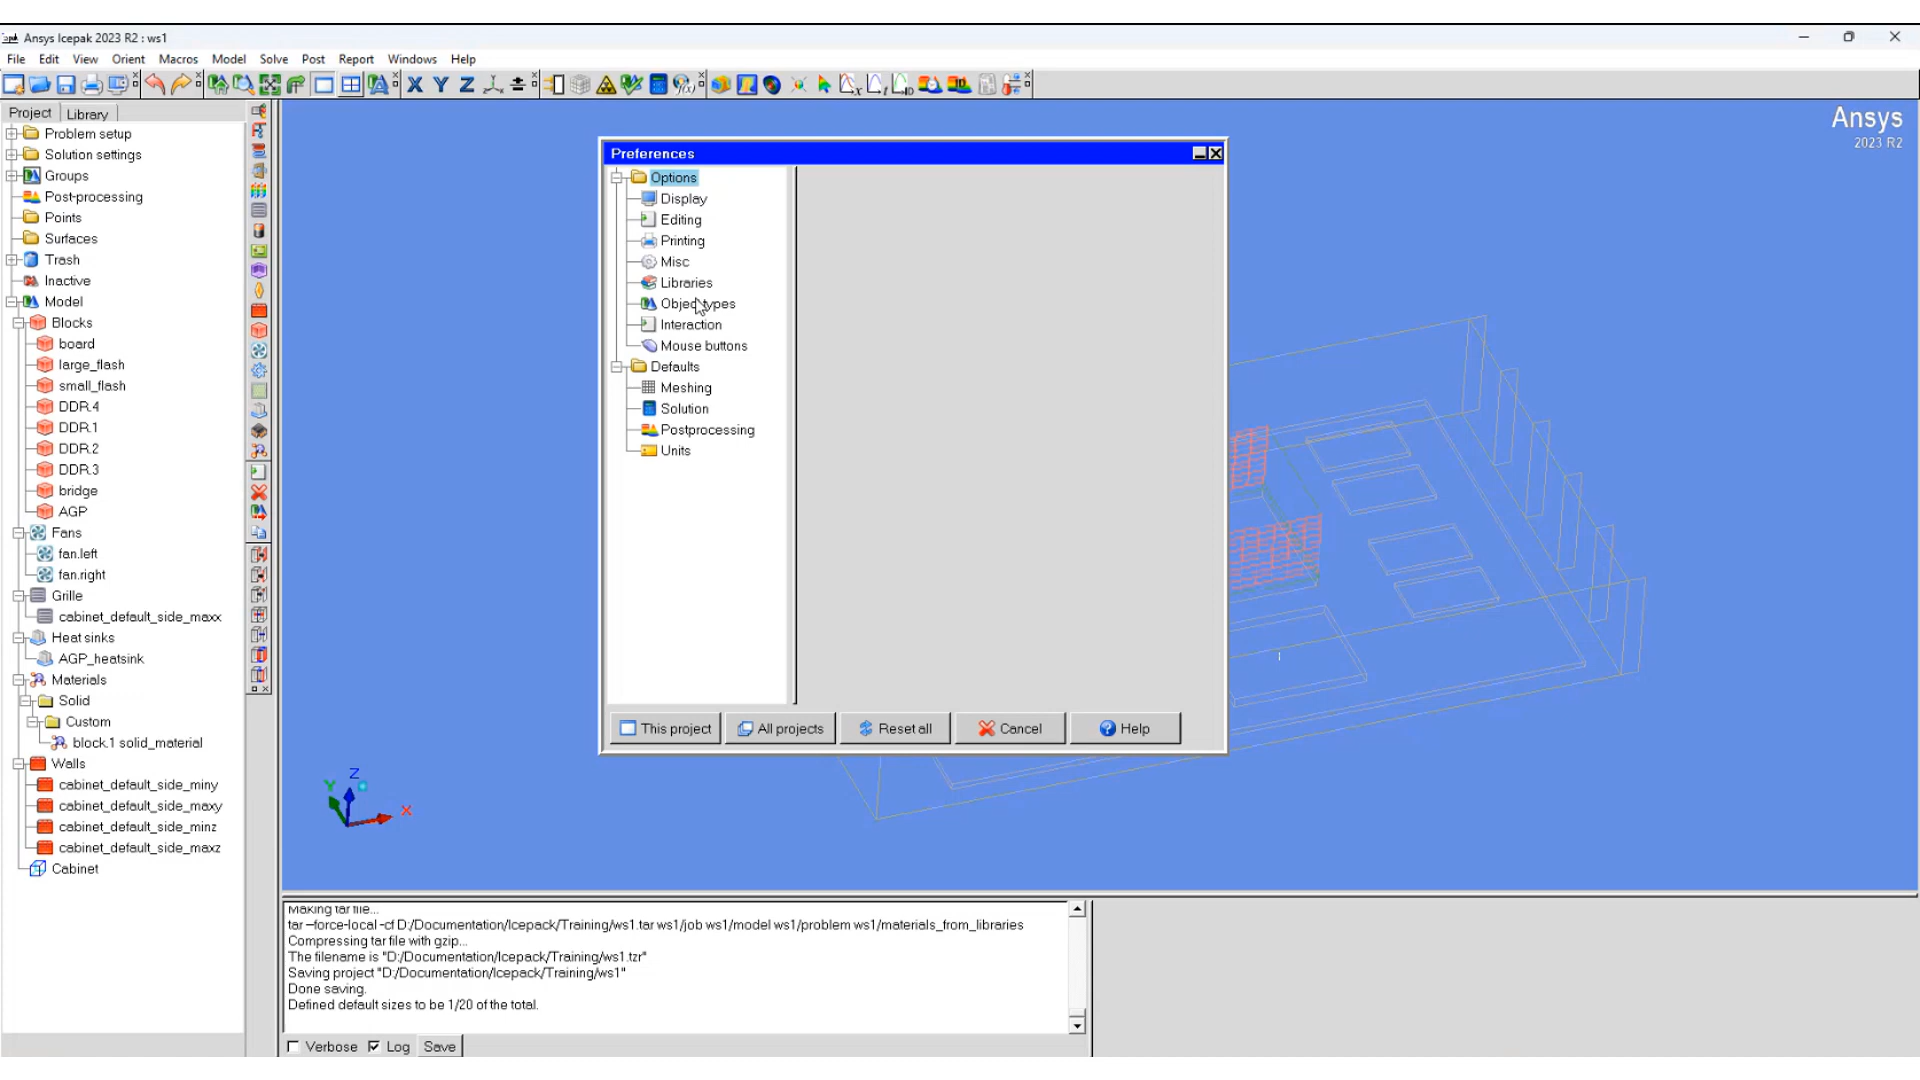 Ansys Icepak 2023 R2 : ws1
File Edit View Orient Macros Model Solve Post Report Windows Help
X Y Z
Project Library
Problem setup
Solution settings
Groups
Post-processing
Points
Surfaces
Trash
Inactive
Model
Blocks
board
large_flash
small_flash
DDR.4
DDR.1
DDR.2
DDR.3
bridge
AGP
Fans
fan.left
fan.right
Grille
cabinet_default_side_maxx
Heat sinks
AGP_heatsink
Materials
Solid
Custom
block.1 solid_material
Walls
cabinet_default_side_miny
cabinet_default_side_maxy
cabinet_default_side_minz
cabinet_default_side_maxz
Cabinet
Ansys
2023 R2
Preferences
Options
Display
Editing
Printing
Misc
Libraries
Object types
Interaction
Mouse buttons
Defaults
Meshing
Solution
Postprocessing
Units
This project All projects Reset all Cancel Help
Z
Y
X
Making tar file...
tar --force-local -cf D:/Documentation/Icepack/Training/ws1.tar ws1/job ws1/model ws1/problem ws1/materials_from_libraries
Compressing tar file with gzip...
The filename is "D:/Documentation/Icepack/Training/ws1.tzr"
Saving project "D:/Documentation/Icepack/Training/ws1"
Done saving.
Defined default sizes to be 1/20 of the total.
Verbose Log Save